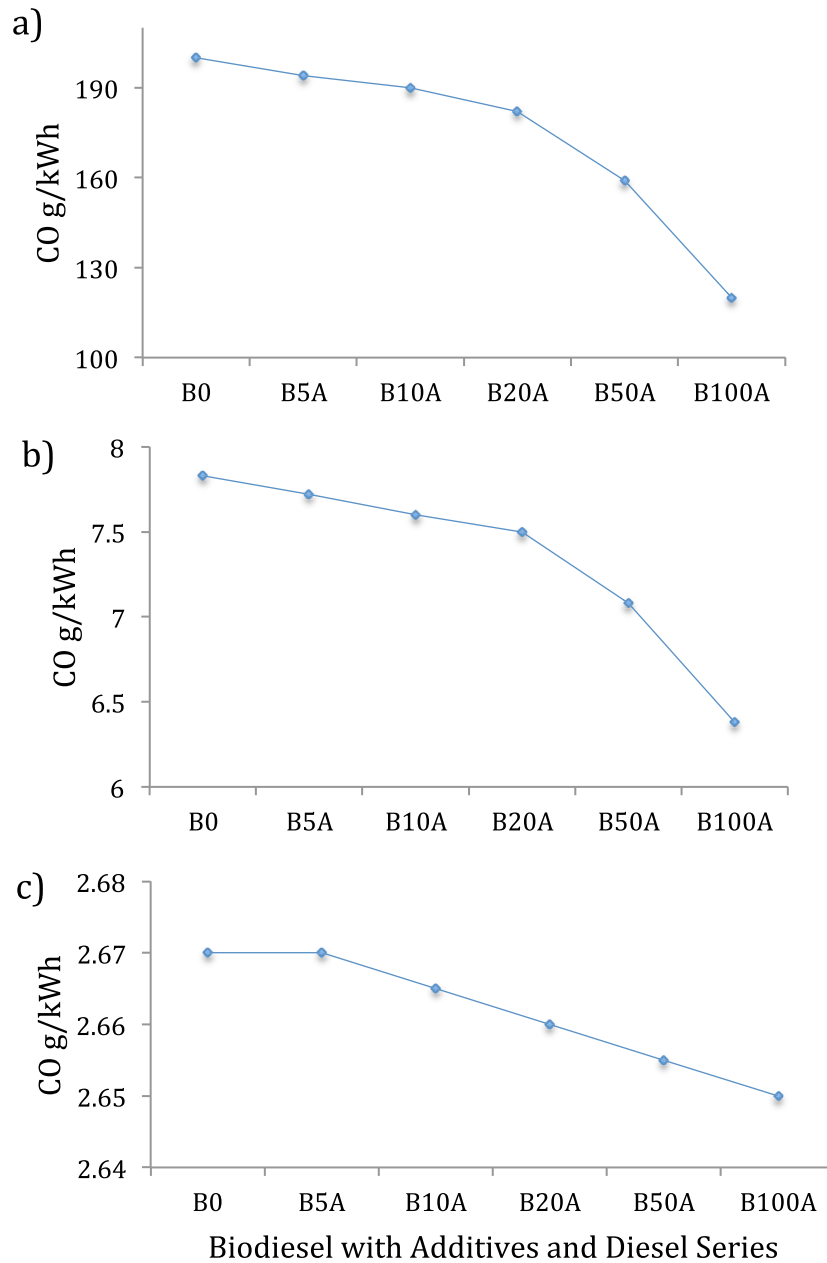 a)
CO g/kWh
190
160
130
100
B0 B5A B10A B20A B50A B100A
b)
CO g/kWh
8
7.5
7
6.5
6
B0 B5A B10A B20A B50A B100A
c)
CO g/kWh
2.68
2.67
2.66
2.65
2.64
B0 B5A B10A B20A B50A B100A
Biodiesel with Additives and Diesel Series